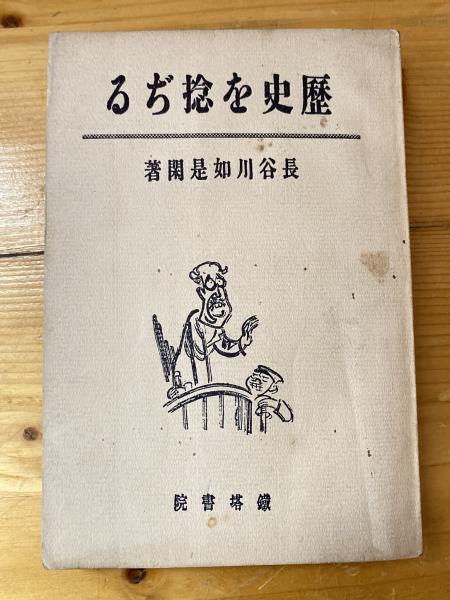 歴史を捻ぢる
長谷川如是閑著
鐵塔書院